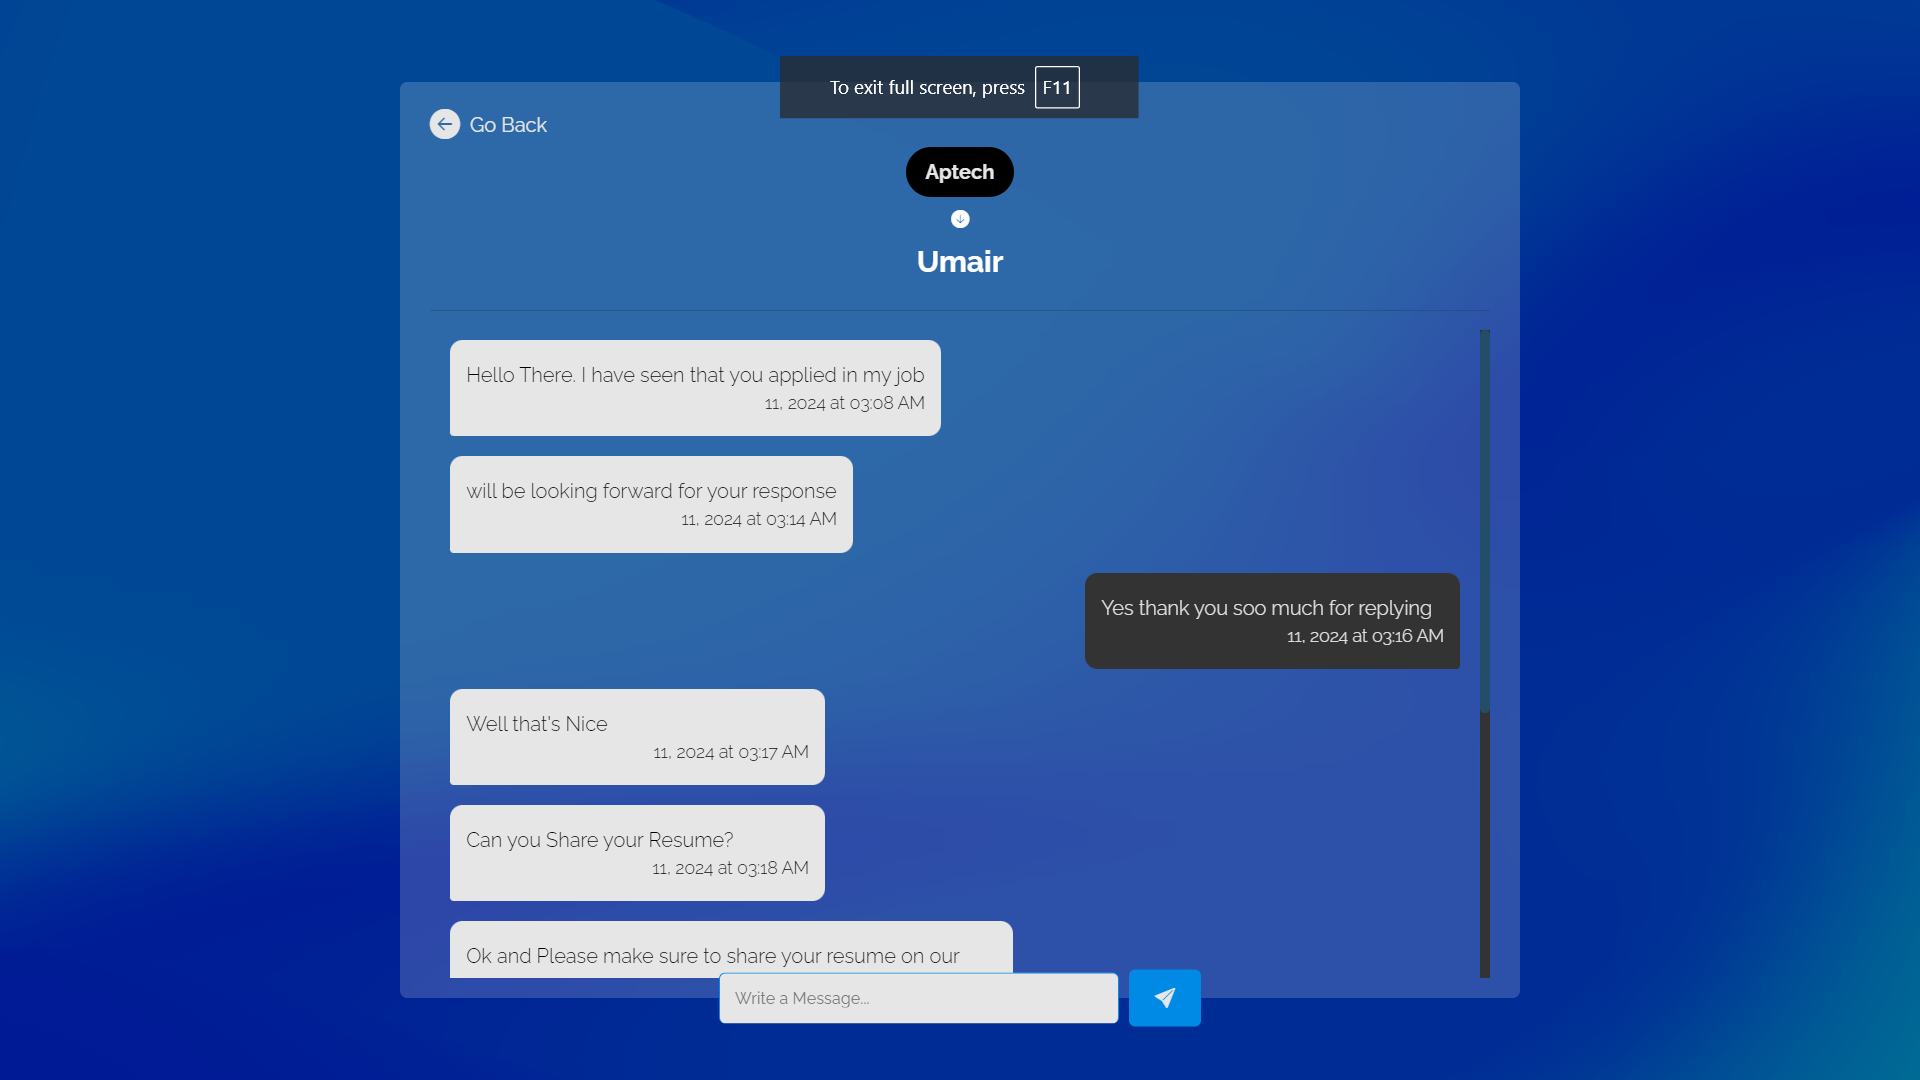 To exit full screen, press F11
Go Back
Aptech
Umair
Hello There. I have seen that you applied in my job
11, 2024 at 03:08 AM
will be looking forward for your response
11, 2024 at 03:14 AM
Yes thank you soo much for replying
11, 2024 at 03:16 AM
Well that's Nice
11, 2024 at 03:17 AM
Can you Share your Resume?
11, 2024 at 03:18 AM
Ok and Please make sure to share your resume on our
Write a Message...